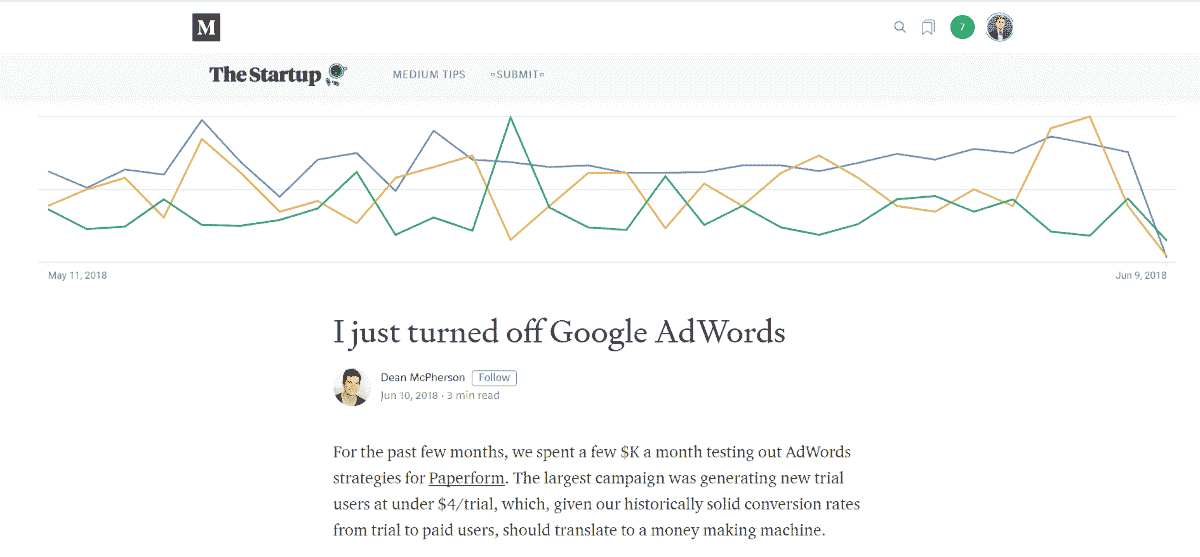 M
7
The Startup
MEDIUM TIPS
SUBMIT
May 11, 2018
Jun 9, 2018
I just turned off Google AdWords
Dean McPherson Follow
Jun 10, 2018 · 3 min read
For the past few months, we spent a few $K a month testing out AdWords
strategies for Paperform. The largest campaign was generating new trial
users at under $4/trial, which, given our historically solid conversion rates
from trial to paid users, should translate to a money making machine.